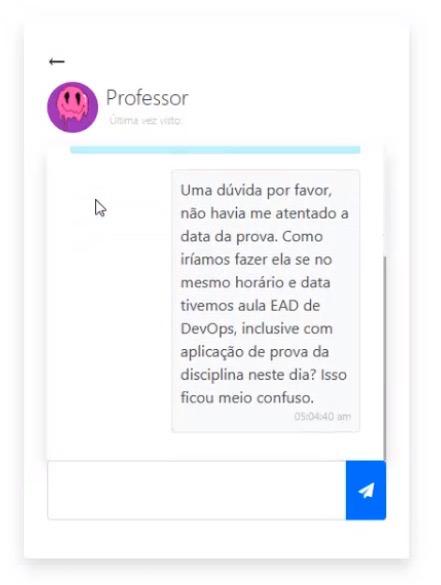 Professor
Última vez visto:
Uma dúvida por favor,
não havia me atentado a
data da prova. Como
iríamos fazer ela se no
mesmo horário e data
tivemos aula EAD de
DevOps, inclusive com
aplicação de prova da
disciplina neste dia? Isso
ficou meio confuso.
05:04:40 am